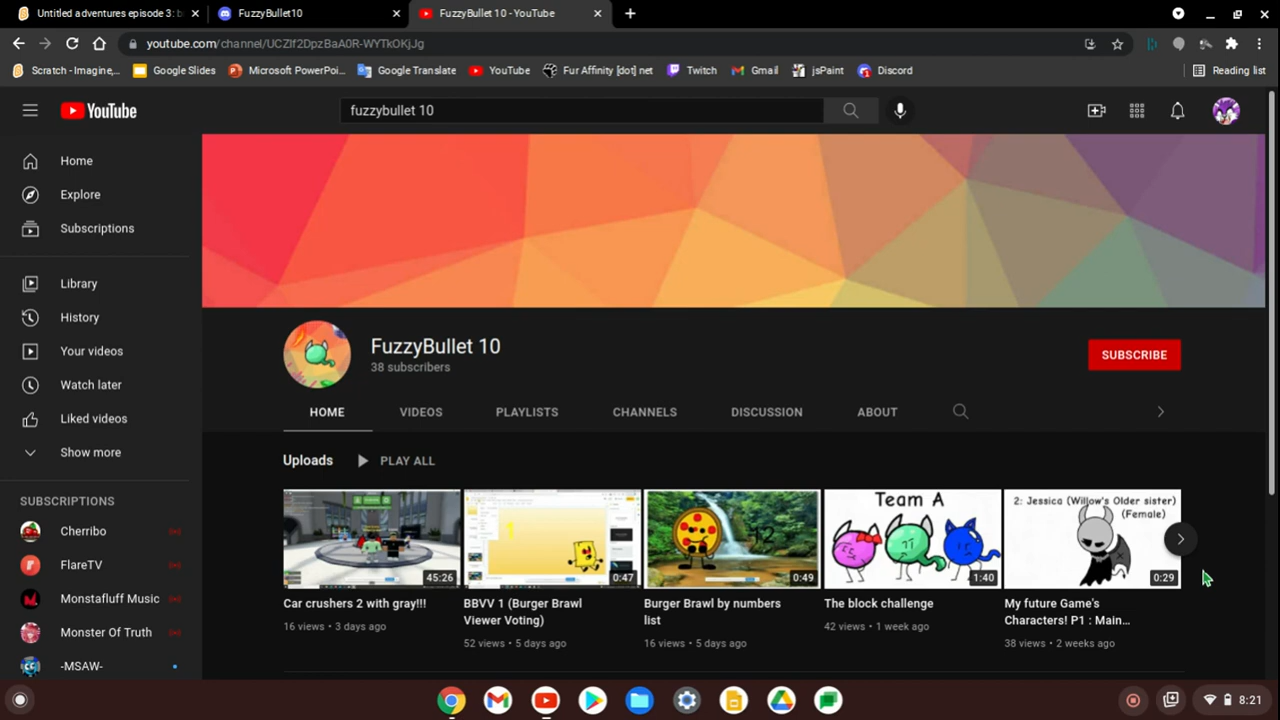 Untitled adventures episode 3: b
FuzzyBullet10
FuzzyBullet 10 - YouTube
youtube.com/channel/UCZIf2DpzBaA0R-WYTkOKjJg
Scratch - Imagine,...
Google Slides
Microsoft PowerPoi...
Google Translate
YouTube
Fur Affinity [dot] net
Twitch
Gmail
jsPaint
Discord
Reading list
YouTube
fuzzybullet 10
Home
Explore
Subscriptions
Library
History
Your videos
Watch later
Liked videos
Show more
SUBSCRIPTIONS
Cherribo
FlareTV
Monstafluff Music
Monster Of Truth
-MSAW-
FuzzyBullet 10
38 subscribers
SUBSCRIBE
HOME
VIDEOS
PLAYLISTS
CHANNELS
DISCUSSION
ABOUT
Uploads
PLAY ALL
45:26
Car crushers 2 with gray!!!
16 views • 3 days ago
0:47
BBVV 1 (Burger Brawl
Viewer Voting)
52 views • 5 days ago
12
0:49
Burger Brawl by numbers
list
16 views • 5 days ago
Team A
1:40
The block challenge
42 views • 1 week ago
2: Jessica (Willow's Older sister)
(Female)
0:29
My future Game's
Characters! P1 : Main...
38 views • 2 weeks ago
8:21